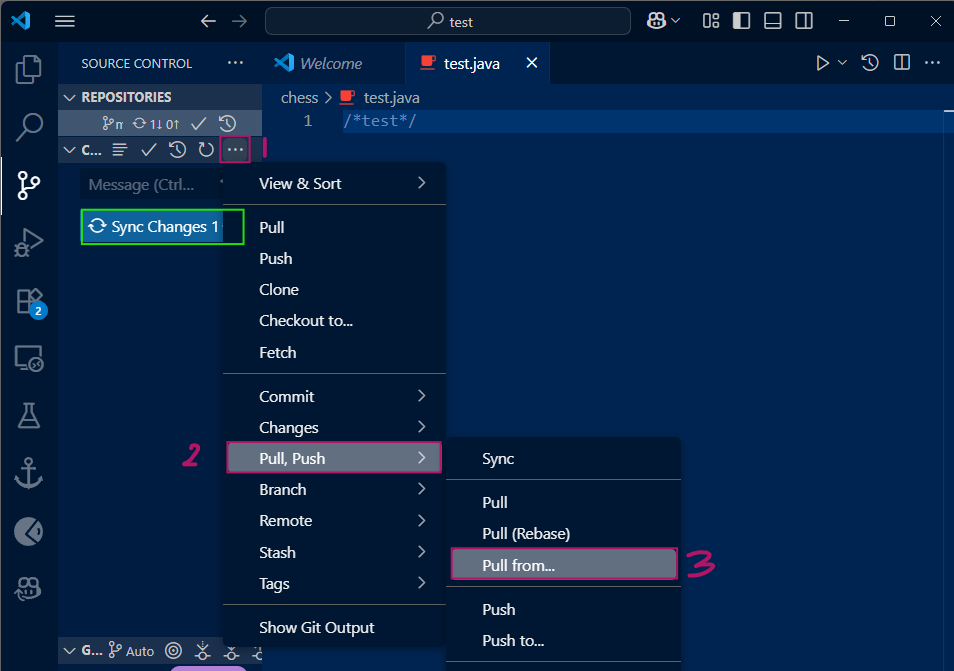 test
SOURCE CONTROL
Welcome
test.java
REPOSITORIES
chess > test.java
1↓ 0↑
1 /*test*/
C...
1
Message (Ctrl...
Sync Changes 1
View & Sort
Pull
Push
Clone
Checkout to...
Fetch
Commit
Changes
2
Pull, Push
Branch
Remote
Stash
Tags
Show Git Output
Sync
Pull
Pull (Rebase)
Pull from...
3
Push
Push to...
2
G...
Auto